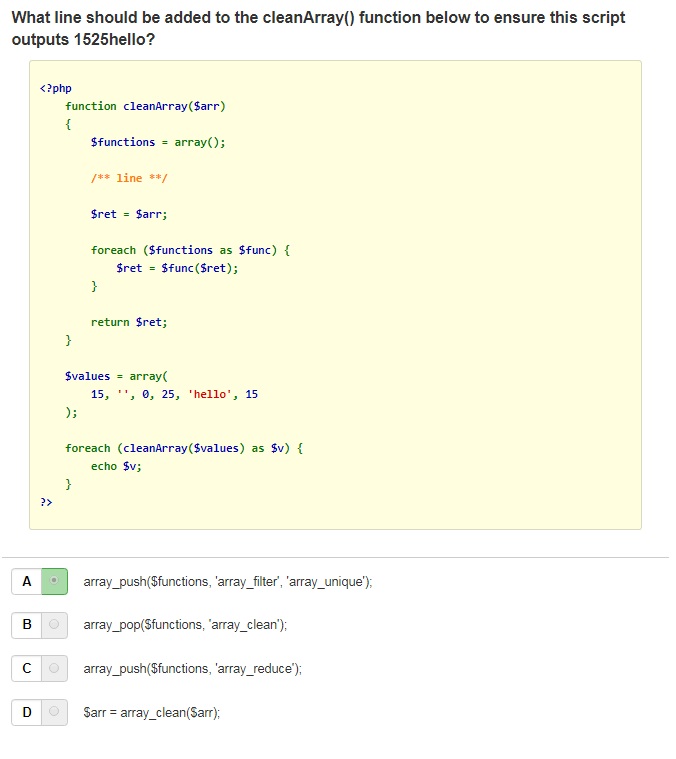 What line should be added to the cleanArray() function below to ensure this script
outputs 1525hello?
<?php
function cleanArray($arr)
{
$functions = array();
/** line **/
$ret = $arr;
foreach ($functions as $func) {
$ret = $func($ret);
}
return $ret;
}
$values = array(
15, '', 0, 25, 'hello', 15
);
foreach (cleanArray($values) as $v) {
echo $v;
}
?>
A array_push($functions, 'array_filter', 'array_unique');
B array_pop($functions, 'array_clean');
C array_push($functions, 'array_reduce');
D $arr = array_clean($arr);